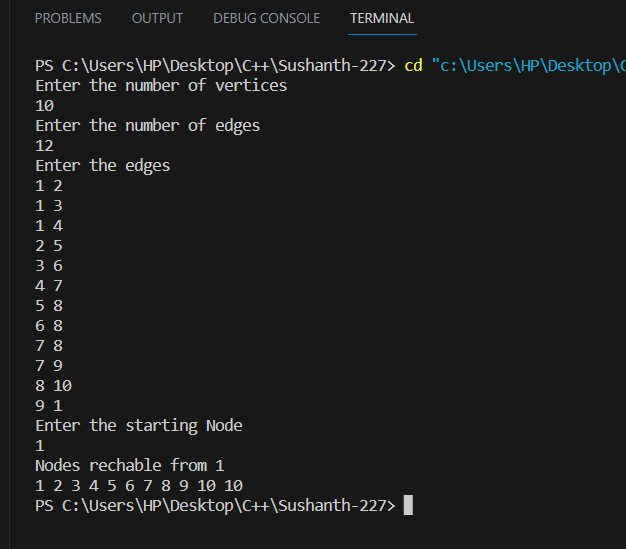 PROBLEMS OUTPUT DEBUG CONSOLE TERMINAL
PS C:\Users\HP\Desktop\C++\Sushanth-227> cd "c:\Users\HP\Desktop\C
Enter the number of vertices
10
Enter the number of edges
12
Enter the edges
1 2
1 3
1 4
2 5
3 6
4 7
5 8
6 8
7 8
7 9
8 10
9 1
Enter the starting Node
1
Nodes rechable from 1
1 2 3 4 5 6 7 8 9 10 10
PS C:\Users\HP\Desktop\C++\Sushanth-227>